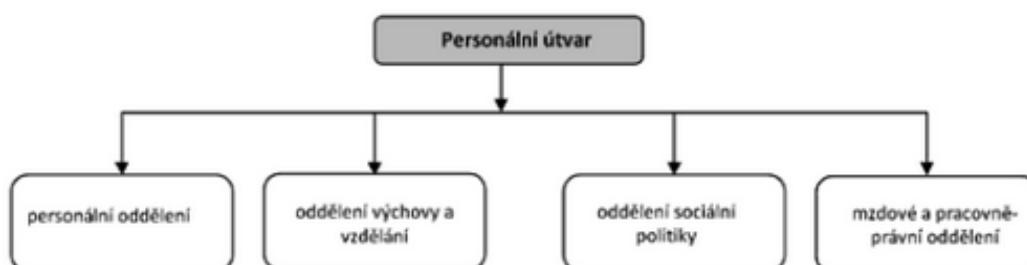 Personální útvar
personální oddělení
oddělení výchovy a
vzdělání
oddělení sociální
politiky
mzdové a pracovně-
právní oddělení